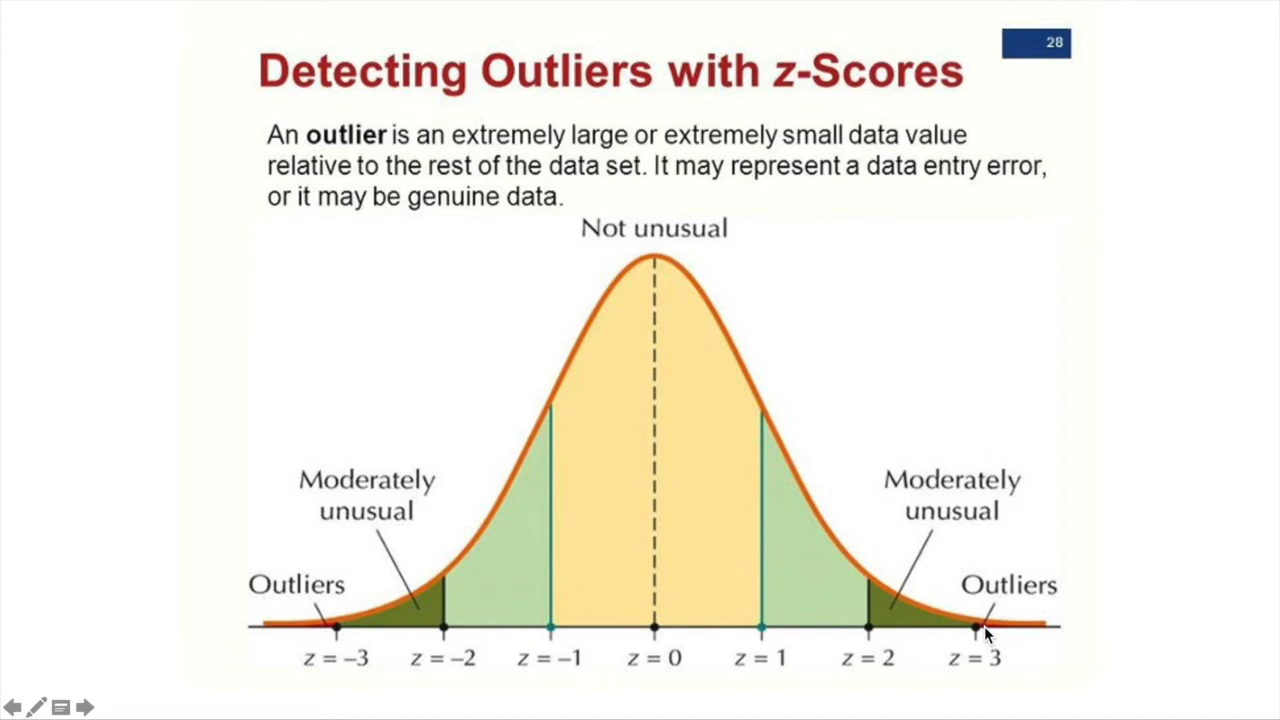 28
Detecting Outliers with z-Scores
An outlier is an extremely large or extremely small data value
relative to the rest of the data set. It may represent a data entry error,
or it may be genuine data.
Not unusual
Moderately
unusual
Moderately
unusual
Outliers
Outliers
z = –3 z = –2 z = –1 z = 0 z = 1 z = 2 z = 3